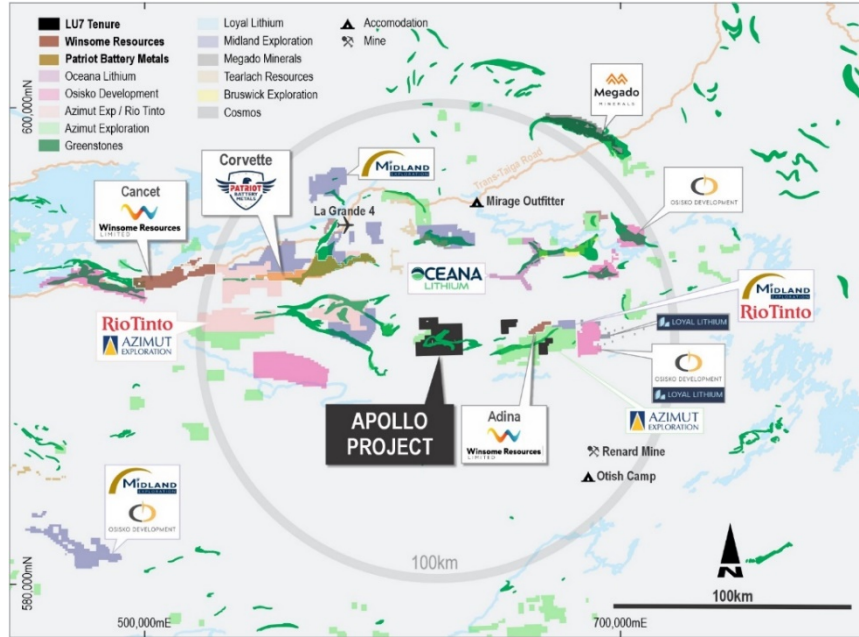 LU7 Tenure
Winsome Resources
Patriot Battery Metals
Oceana Lithium
Osisko Development
Azimut Exp / Rio Tinto
Azimut Exploration
Greenstones
Loyal Lithium
Midland Exploration
Megado Minerals
Tearlach Resources
Bruswick Exploration
Cosmos
Accomodation
Mine
600,000mN
Megado
MINERALS
Trans-Taiga Road
Corvette
PATRIOT
BATTERY
METALS
MIDLAND
EXPLORATION
Cancet
Winsome Resources
LIMITED
La Grande 4
Mirage Outfitter
OSISKO DEVELOPMENT
OCEANA
LITHIUM
MIDLAND
EXPLORATION
RioTinto
RioTinto
AZIMUT
EXPLORATION
LOYAL LITHIUM
OSISKO DEVELOPMENT
LOYAL LITHIUM
APOLLO
PROJECT
Adina
Winsome Resources
LIMITED
AZIMUT
EXPLORATION
Renard Mine
Otish Camp
MIDLAND
EXPLORATION
OSISKO DEVELOPMENT
100km
N
100km
580,000mN
500,000mE
700,000mE